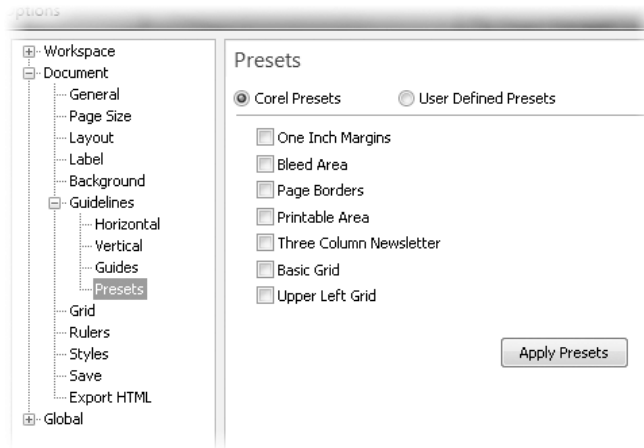 Options
Workspace
Document
General
Page Size
Layout
Label
Background
Guidelines
Horizontal
Vertical
Guides
Presets
Grid
Rulers
Styles
Save
Export HTML
Global
Presets
Corel Presets
User Defined Presets
One Inch Margins
Bleed Area
Page Borders
Printable Area
Three Column Newsletter
Basic Grid
Upper Left Grid
Apply Presets